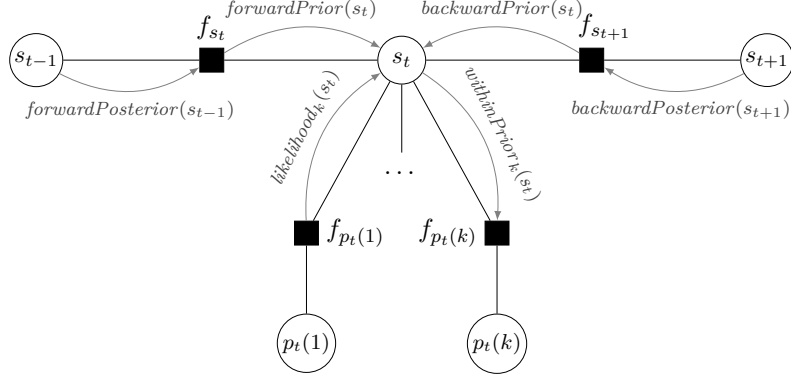 forwardPrior(s_t) backwardPrior(s_t)
f_{s_t} f_{s_{t+1}}
s_{t−1} s_t s_{t+1}
forwardPosterior(s_{t−1}) backwardPosterior(s_{t+1})
likelihood_k(s_t) withinPrior_k(s_t)
...
f_{p_t(1)} f_{p_t(k)}
p_t(1) p_t(k)